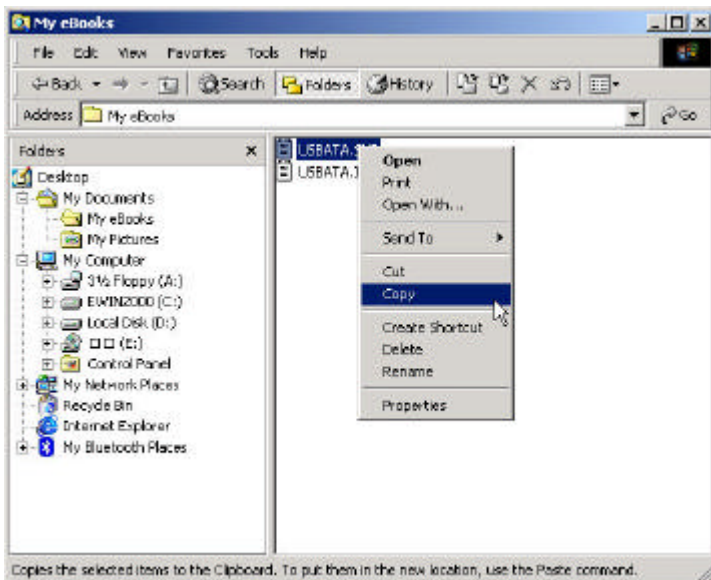 My eBooks
File Edit View Favorites Tools Help
Back Search Folders History
Address My eBooks Go
Folders
Desktop
My Documents
My eBooks
My Pictures
My Computer
3½ Floppy (A:)
EWIN2000 (C:)
Local Disk (D:)
(E:)
Control Panel
My Network Places
Recycle Bin
Internet Explorer
My Bluetooth Places
USBATA
USBATA
Open
Print
Open With...
Send To
Cut
Copy
Create Shortcut
Delete
Rename
Properties
Copies the selected items to the Clipboard. To put them in the new location, use the Paste command.